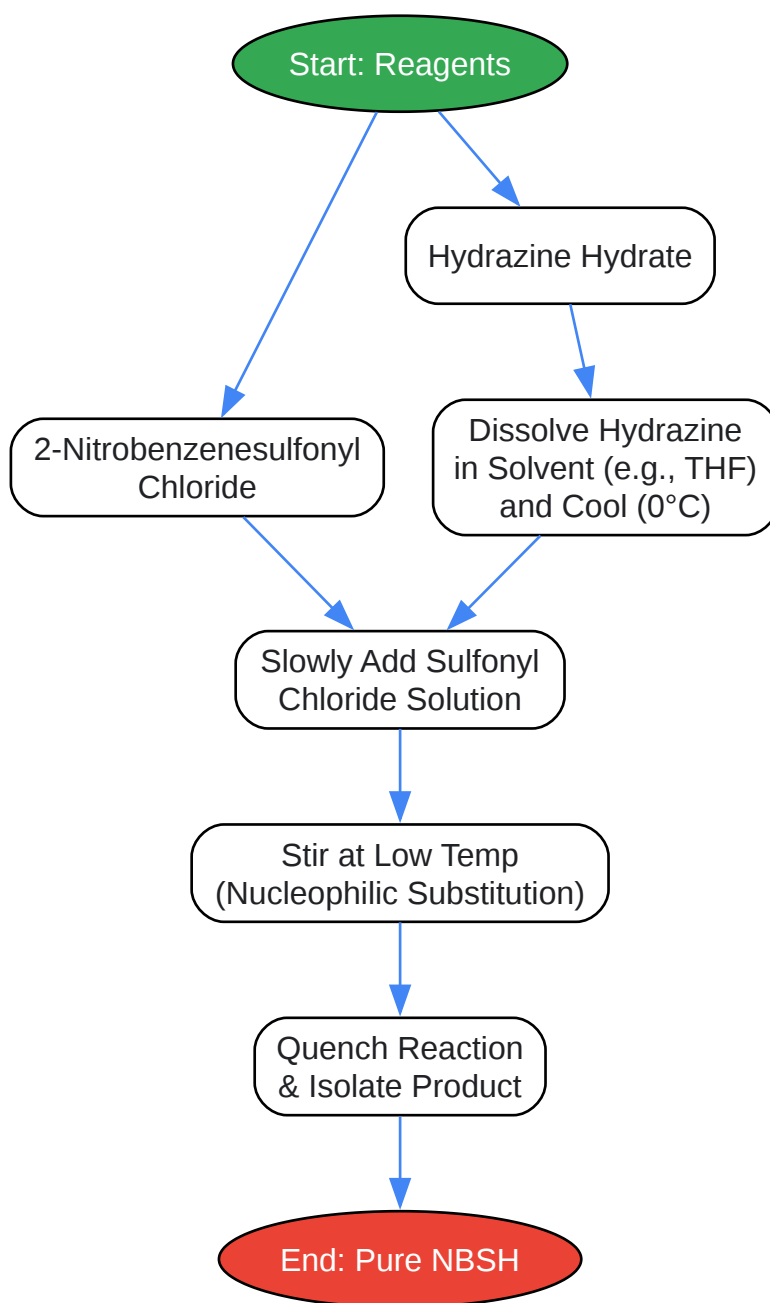 Start: Reagents
Hydrazine Hydrate
2-Nitrobenzenesulfonyl
Chloride
Dissolve Hydrazine
in Solvent (e.g., THF)
and Cool (0°C)
Slowly Add Sulfonyl
Chloride Solution
Stir at Low Temp
(Nucleophilic Substitution)
Quench Reaction
& Isolate Product
End: Pure NBSH